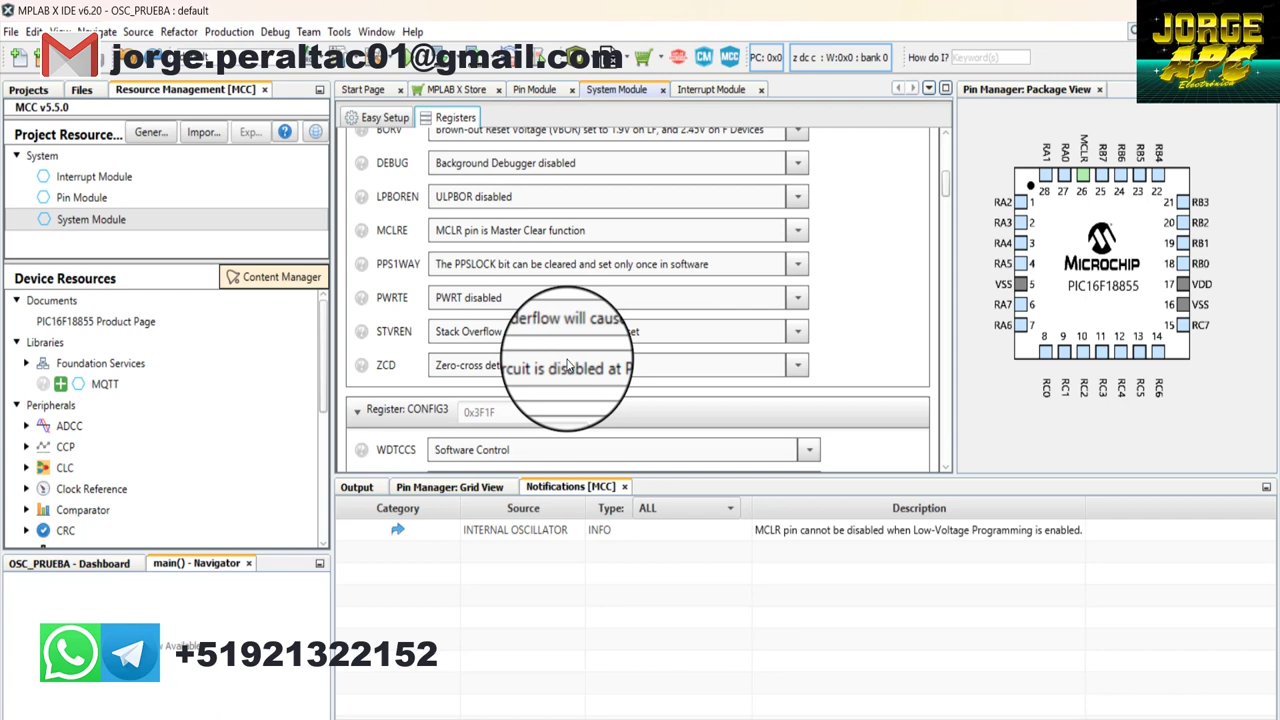 MPLAB X IDE v6.20 - OSC_PRUEBA : default
File Edit View Navigate Source Refactor Production Debug Team Tools Window Help
jorge.peraltac01@gmail.com
PC: 0x0
z dc c : W:0x0 : bank 0
How do I?
Keyword(s)
JORGE
APC
Electronics
Projects
Files
Resource Management [MCC]
MCC v5.5.0
Project Resource...
Gener...
Impor...
Exp...
System
Interrupt Module
Pin Module
System Module
Device Resources
Content Manager
Documents
PIC16F18855 Product Page
Libraries
Foundation Services
MQTT
Peripherals
ADCC
CCP
CLC
Clock Reference
Comparator
CRC
OSC_PRUEBA - Dashboard
main() - Navigator
+51921322152
Start Page
MPLAB X Store
Pin Module
System Module
Interrupt Module
Easy Setup
Registers
BORV Brown-out Reset Voltage (VBOR) set to 1.9V on LF, and 2.45V on F Devices
DEBUG Background Debugger disabled
LPBOREN ULPBOR disabled
MCLRE MCLR pin is Master Clear function
PPS1WAY The PPSLOCK bit can be cleared and set only once in software
PWRTE PWRT disabled
STVREN Stack Overflow
derflow will caus
ZCD Zero-cross det
rcuit is disabled at P
Register: CONFIG3 0x3F1F
WDTCCS Software Control
Output
Pin Manager: Grid View
Notifications [MCC]
Category Source Type: ALL Description
INTERNAL OSCILLATOR INFO MCLR pin cannot be disabled when Low-Voltage Programming is enabled.
Pin Manager: Package View
RA1 RA0 MCLR RB7 RB6 RB5 RB4
28 27 26 25 24 23 22
RA2 1 21 RB3
RA3 2 20 RB2
RA4 3 19 RB1
RA5 4 18 RB0
VSS 5 17 VDD
RA7 6 16 VSS
RA6 7 15 RC7
MICROCHIP
PIC16F18855
8 9 10 11 12 13 14
RC0 RC1 RC2 RC3 RC4 RC5 RC6